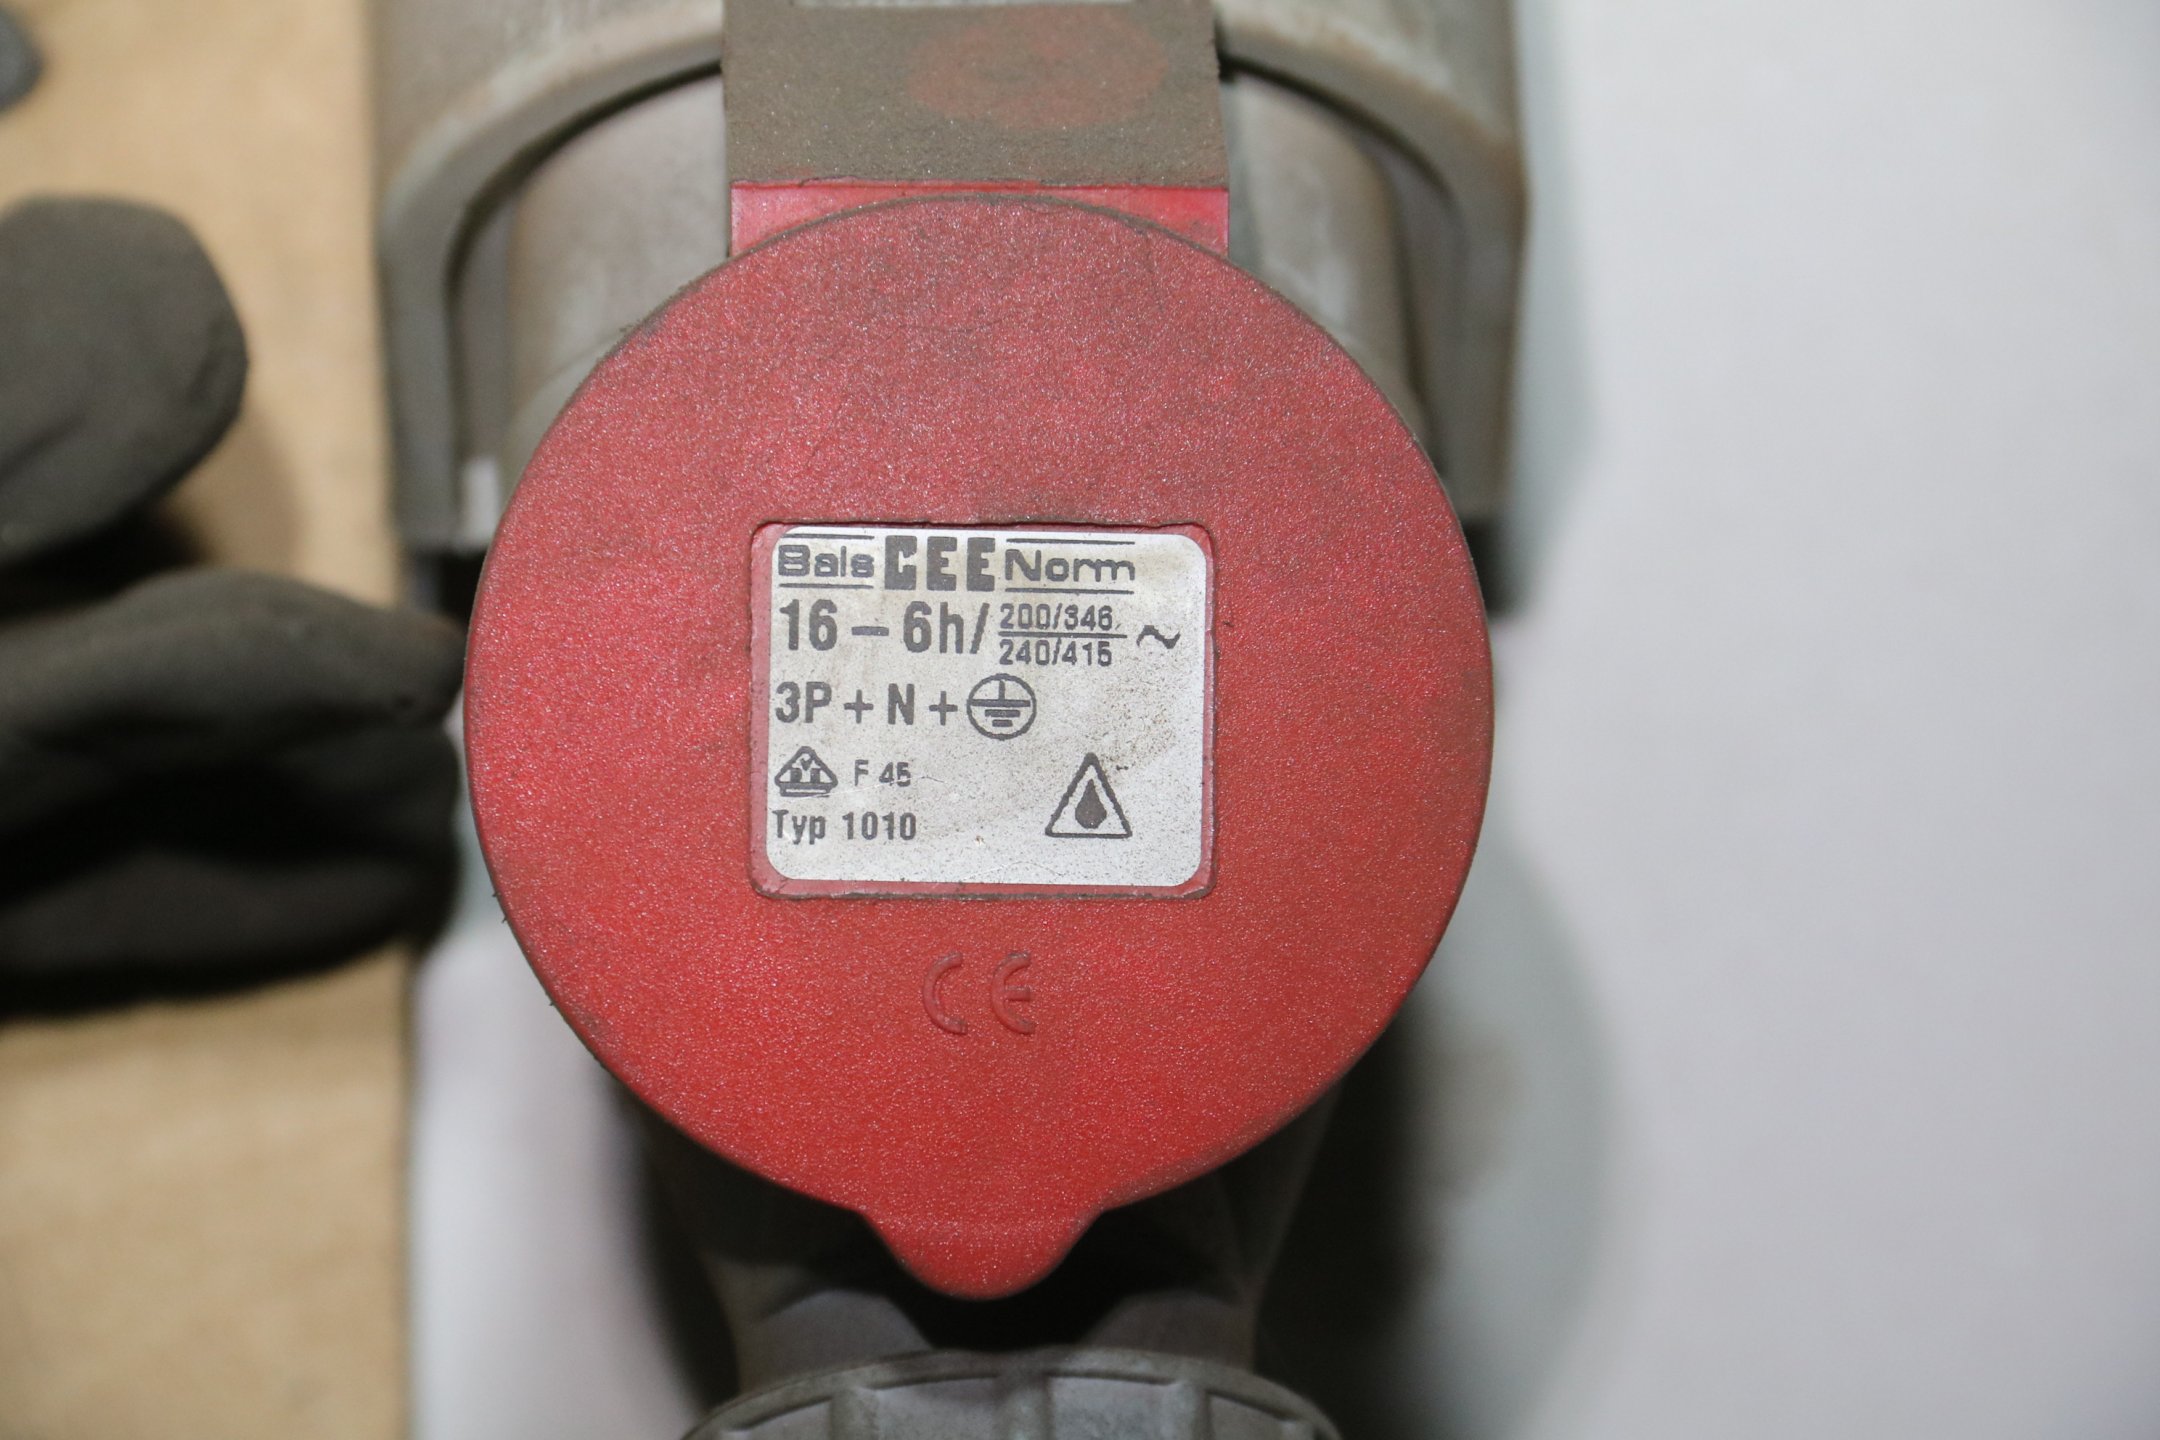 Bals CEE Norm
16 – 6h/ 200/346 ~
240/415
3P + N + ⏚
F 45
Typ 1010
CE